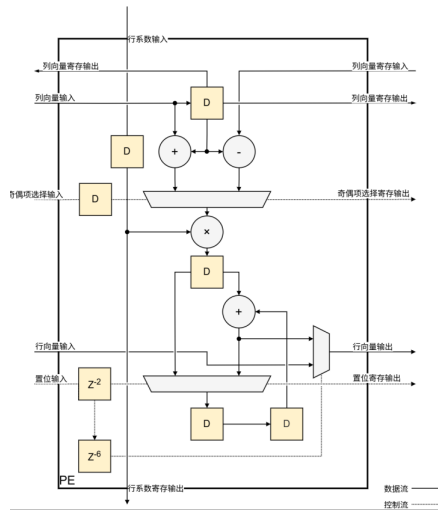 行系数输入
列向量寄存输出
列向量寄存输入
列向量输入
D
列向量寄存输出
D
+
-
奇偶项选择输入
D
奇偶项选择寄存输出
×
D
+
行向量输入
行向量输出
置位输入
Z-2
置位寄存输出
D
D
Z-6
PE
行系数寄存输出
数据流
控制流